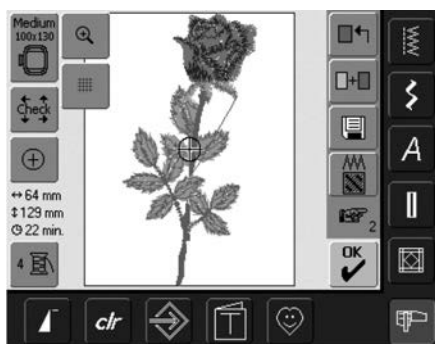 Medium
100x130
Check
64 mm
129 mm
22 min.
4
2
OK
A
clr
T